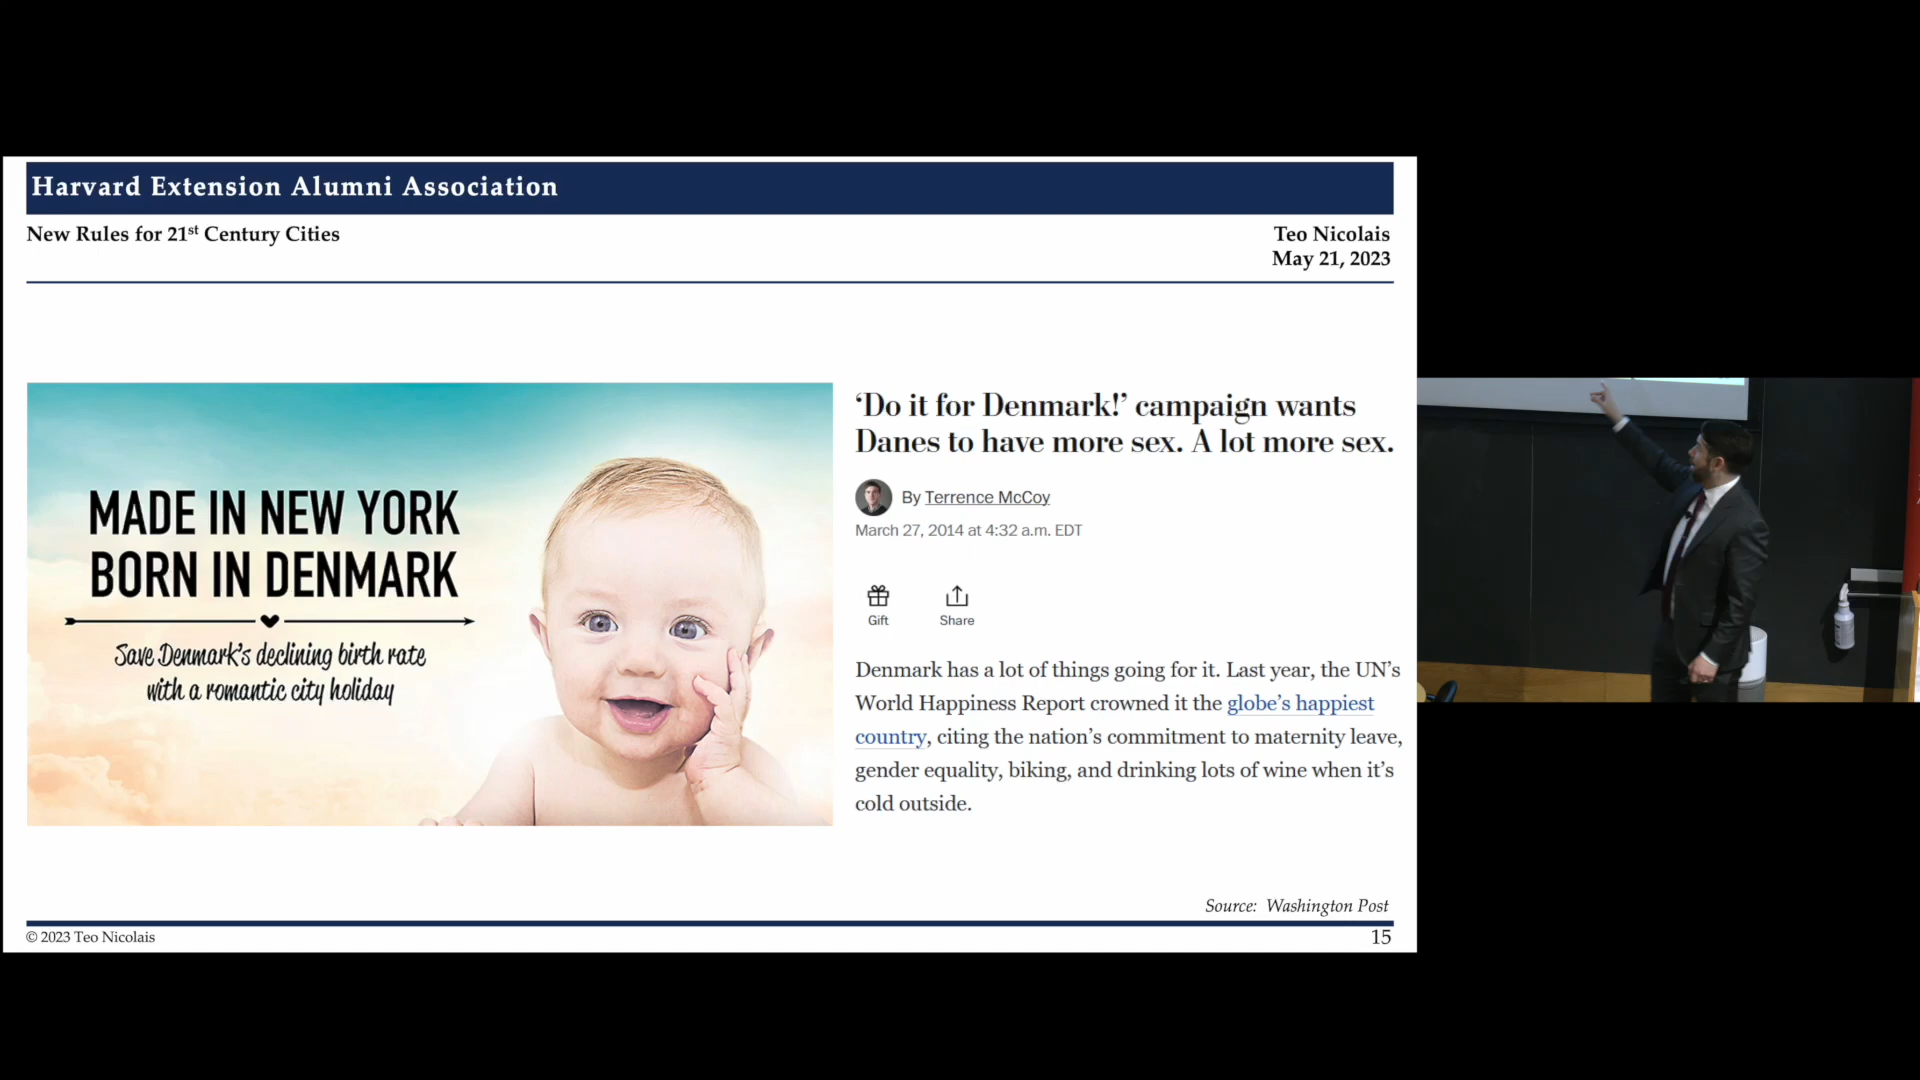 Harvard Extension Alumni Association
New Rules for 21st Century Cities
Teo Nicolais
May 21, 2023
MADE IN NEW YORK
BORN IN DENMARK
Save Denmark's declining birth rate
with a romantic city holiday
‘Do it for Denmark!’ campaign wants
Danes to have more sex. A lot more sex.
By Terrence McCoy
March 27, 2014 at 4:32 a.m. EDT
Gift
Share
Denmark has a lot of things going for it. Last year, the UN’s
World Happiness Report crowned it the globe’s happiest
country, citing the nation’s commitment to maternity leave,
gender equality, biking, and drinking lots of wine when it’s
cold outside.
Source: Washington Post
© 2023 Teo Nicolais
15